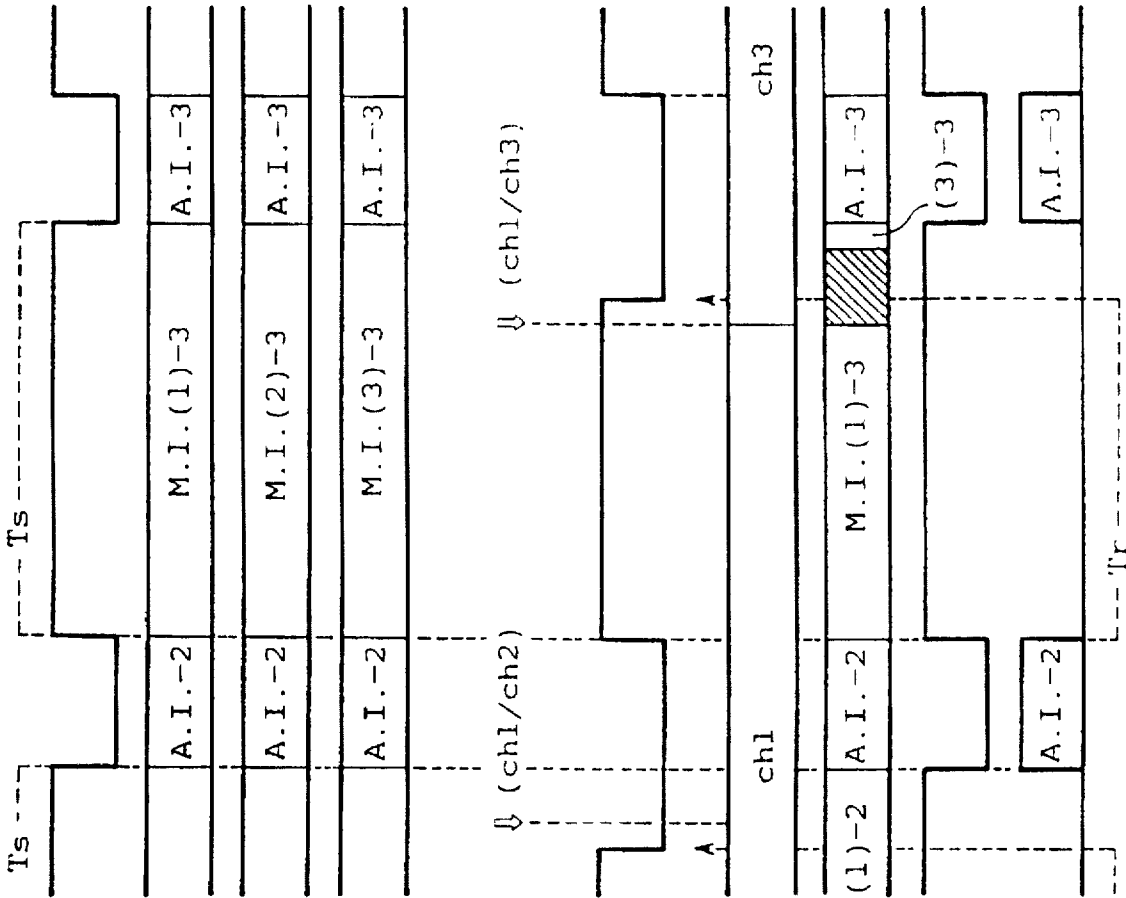 Ts Ts
A.I.-2 M.I.(1)-3 A.I.-3
A.I.-2 M.I.(2)-3 A.I.-3
A.I.-2 M.I.(3)-3 A.I.-3
(ch1/ch2) (ch1/ch3)
ch1 ch3
(1)-2 A.I.-2 M.I.(1)-3 A.I.-3
(3)-3
A.I.-2 A.I.-3
Tr